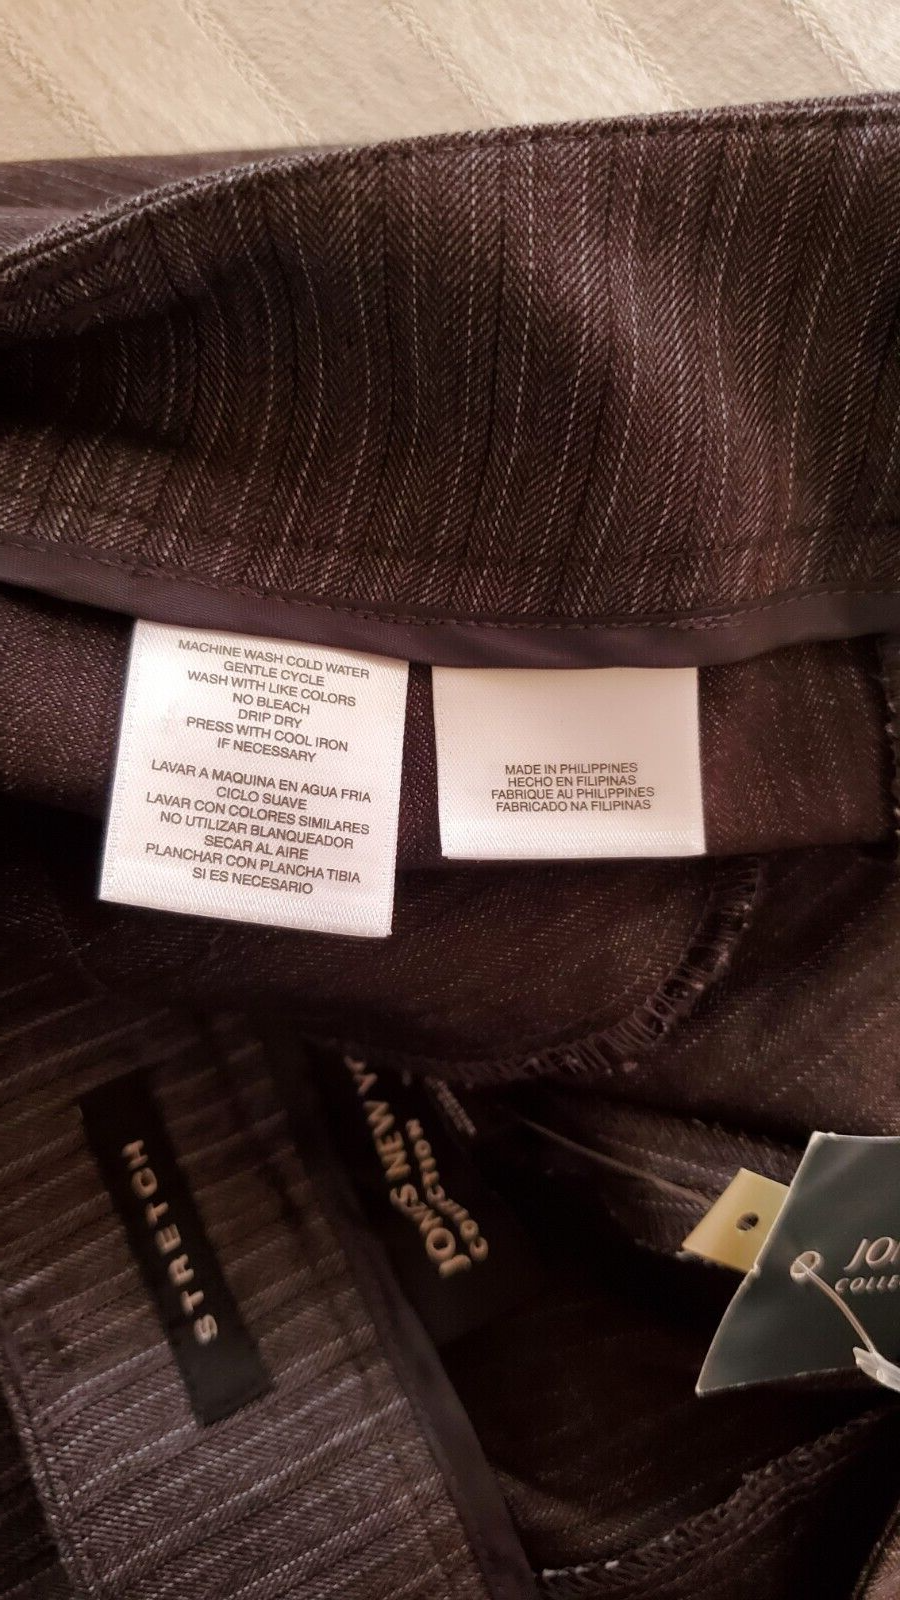 MACHINE WASH COLD WATER
GENTLE CYCLE
WASH WITH LIKE COLORS
NO BLEACH
DRIP DRY
PRESS WITH COOL IRON
IF NECESSARY
LAVAR A MAQUINA EN AGUA FRIA
CICLO SUAVE
LAVAR CON COLORES SIMILARES
NO UTILIZAR BLANQUEADOR
SECAR AL AIRE
PLANCHAR CON PLANCHA TIBIA
SI ES NECESARIO
MADE IN PHILIPPINES
HECHO EN FILIPINAS
FABRIQUE AU PHILIPPINES
FABRICADO NA FILIPINAS
STRETCH
JONES NEW YO
COLLECTION
JO
COLLE